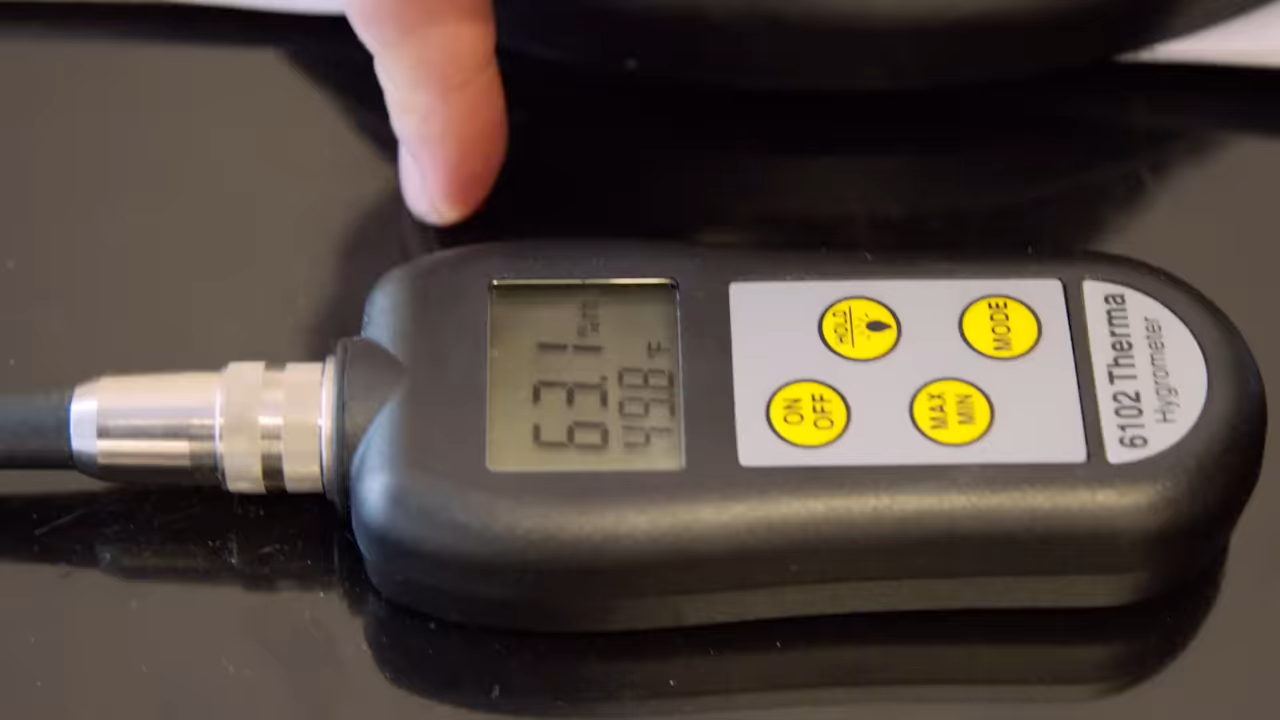 63.1 %rh
49.8 °F
ON
OFF
HOLD
MAX
MIN
MODE
6102 Therma
Hygrometer